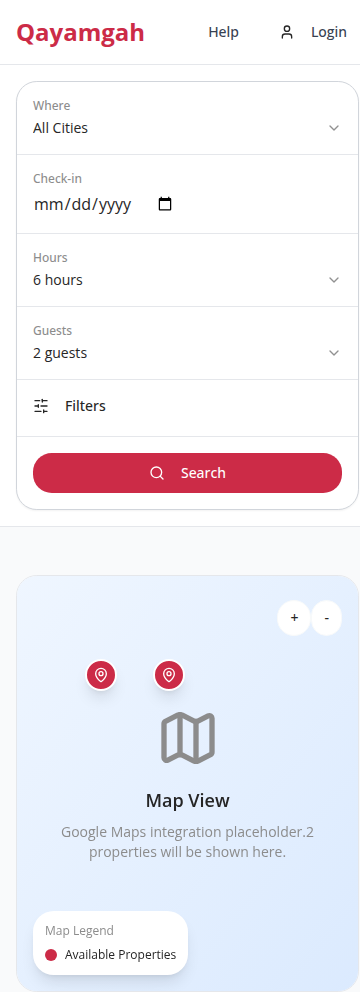 Qayamgah
Help
Login
Where
All Cities
Check-in
mm/dd/yyyy
Hours
6 hours
Guests
2 guests
Filters
Search
+
-
Map View
Google Maps integration placeholder.2
properties will be shown here.
Map Legend
Available Properties